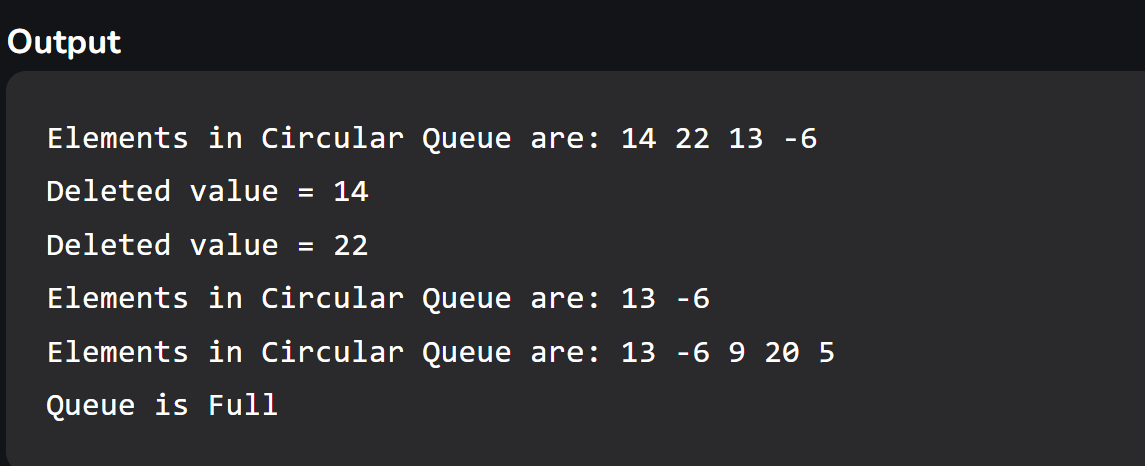 Output
Elements in Circular Queue are: 14 22 13 -6
Deleted value = 14
Deleted value = 22
Elements in Circular Queue are: 13 -6
Elements in Circular Queue are: 13 -6 9 20 5
Queue is Full